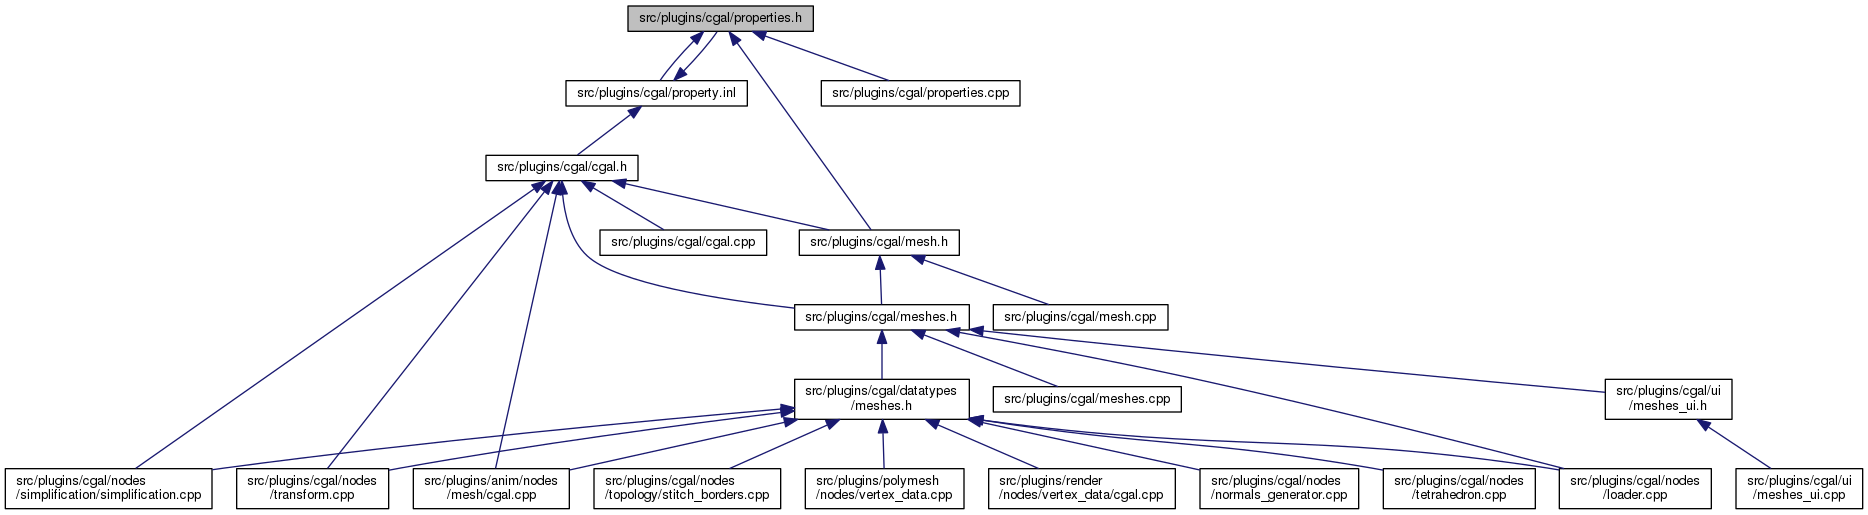 src/plugins/cgal/properties.h
src/plugins/cgal/property.inl
src/plugins/cgal/properties.cpp
src/plugins/cgal/cgal.h
src/plugins/cgal/cgal.cpp
src/plugins/cgal/mesh.h
src/plugins/cgal/meshes.h
src/plugins/cgal/mesh.cpp
src/plugins/cgal/datatypes
/meshes.h
src/plugins/cgal/meshes.cpp
src/plugins/cgal/ui
/meshes_ui.h
src/plugins/cgal/nodes
/simplification/simplification.cpp
src/plugins/cgal/nodes
/transform.cpp
src/plugins/anim/nodes
/mesh/cgal.cpp
src/plugins/cgal/nodes
/topology/stitch_borders.cpp
src/plugins/polymesh
/nodes/vertex_data.cpp
src/plugins/render
/nodes/vertex_data/cgal.cpp
src/plugins/cgal/nodes
/normals_generator.cpp
src/plugins/cgal/nodes
/tetrahedron.cpp
src/plugins/cgal/nodes
/loader.cpp
src/plugins/cgal/ui
/meshes_ui.cpp